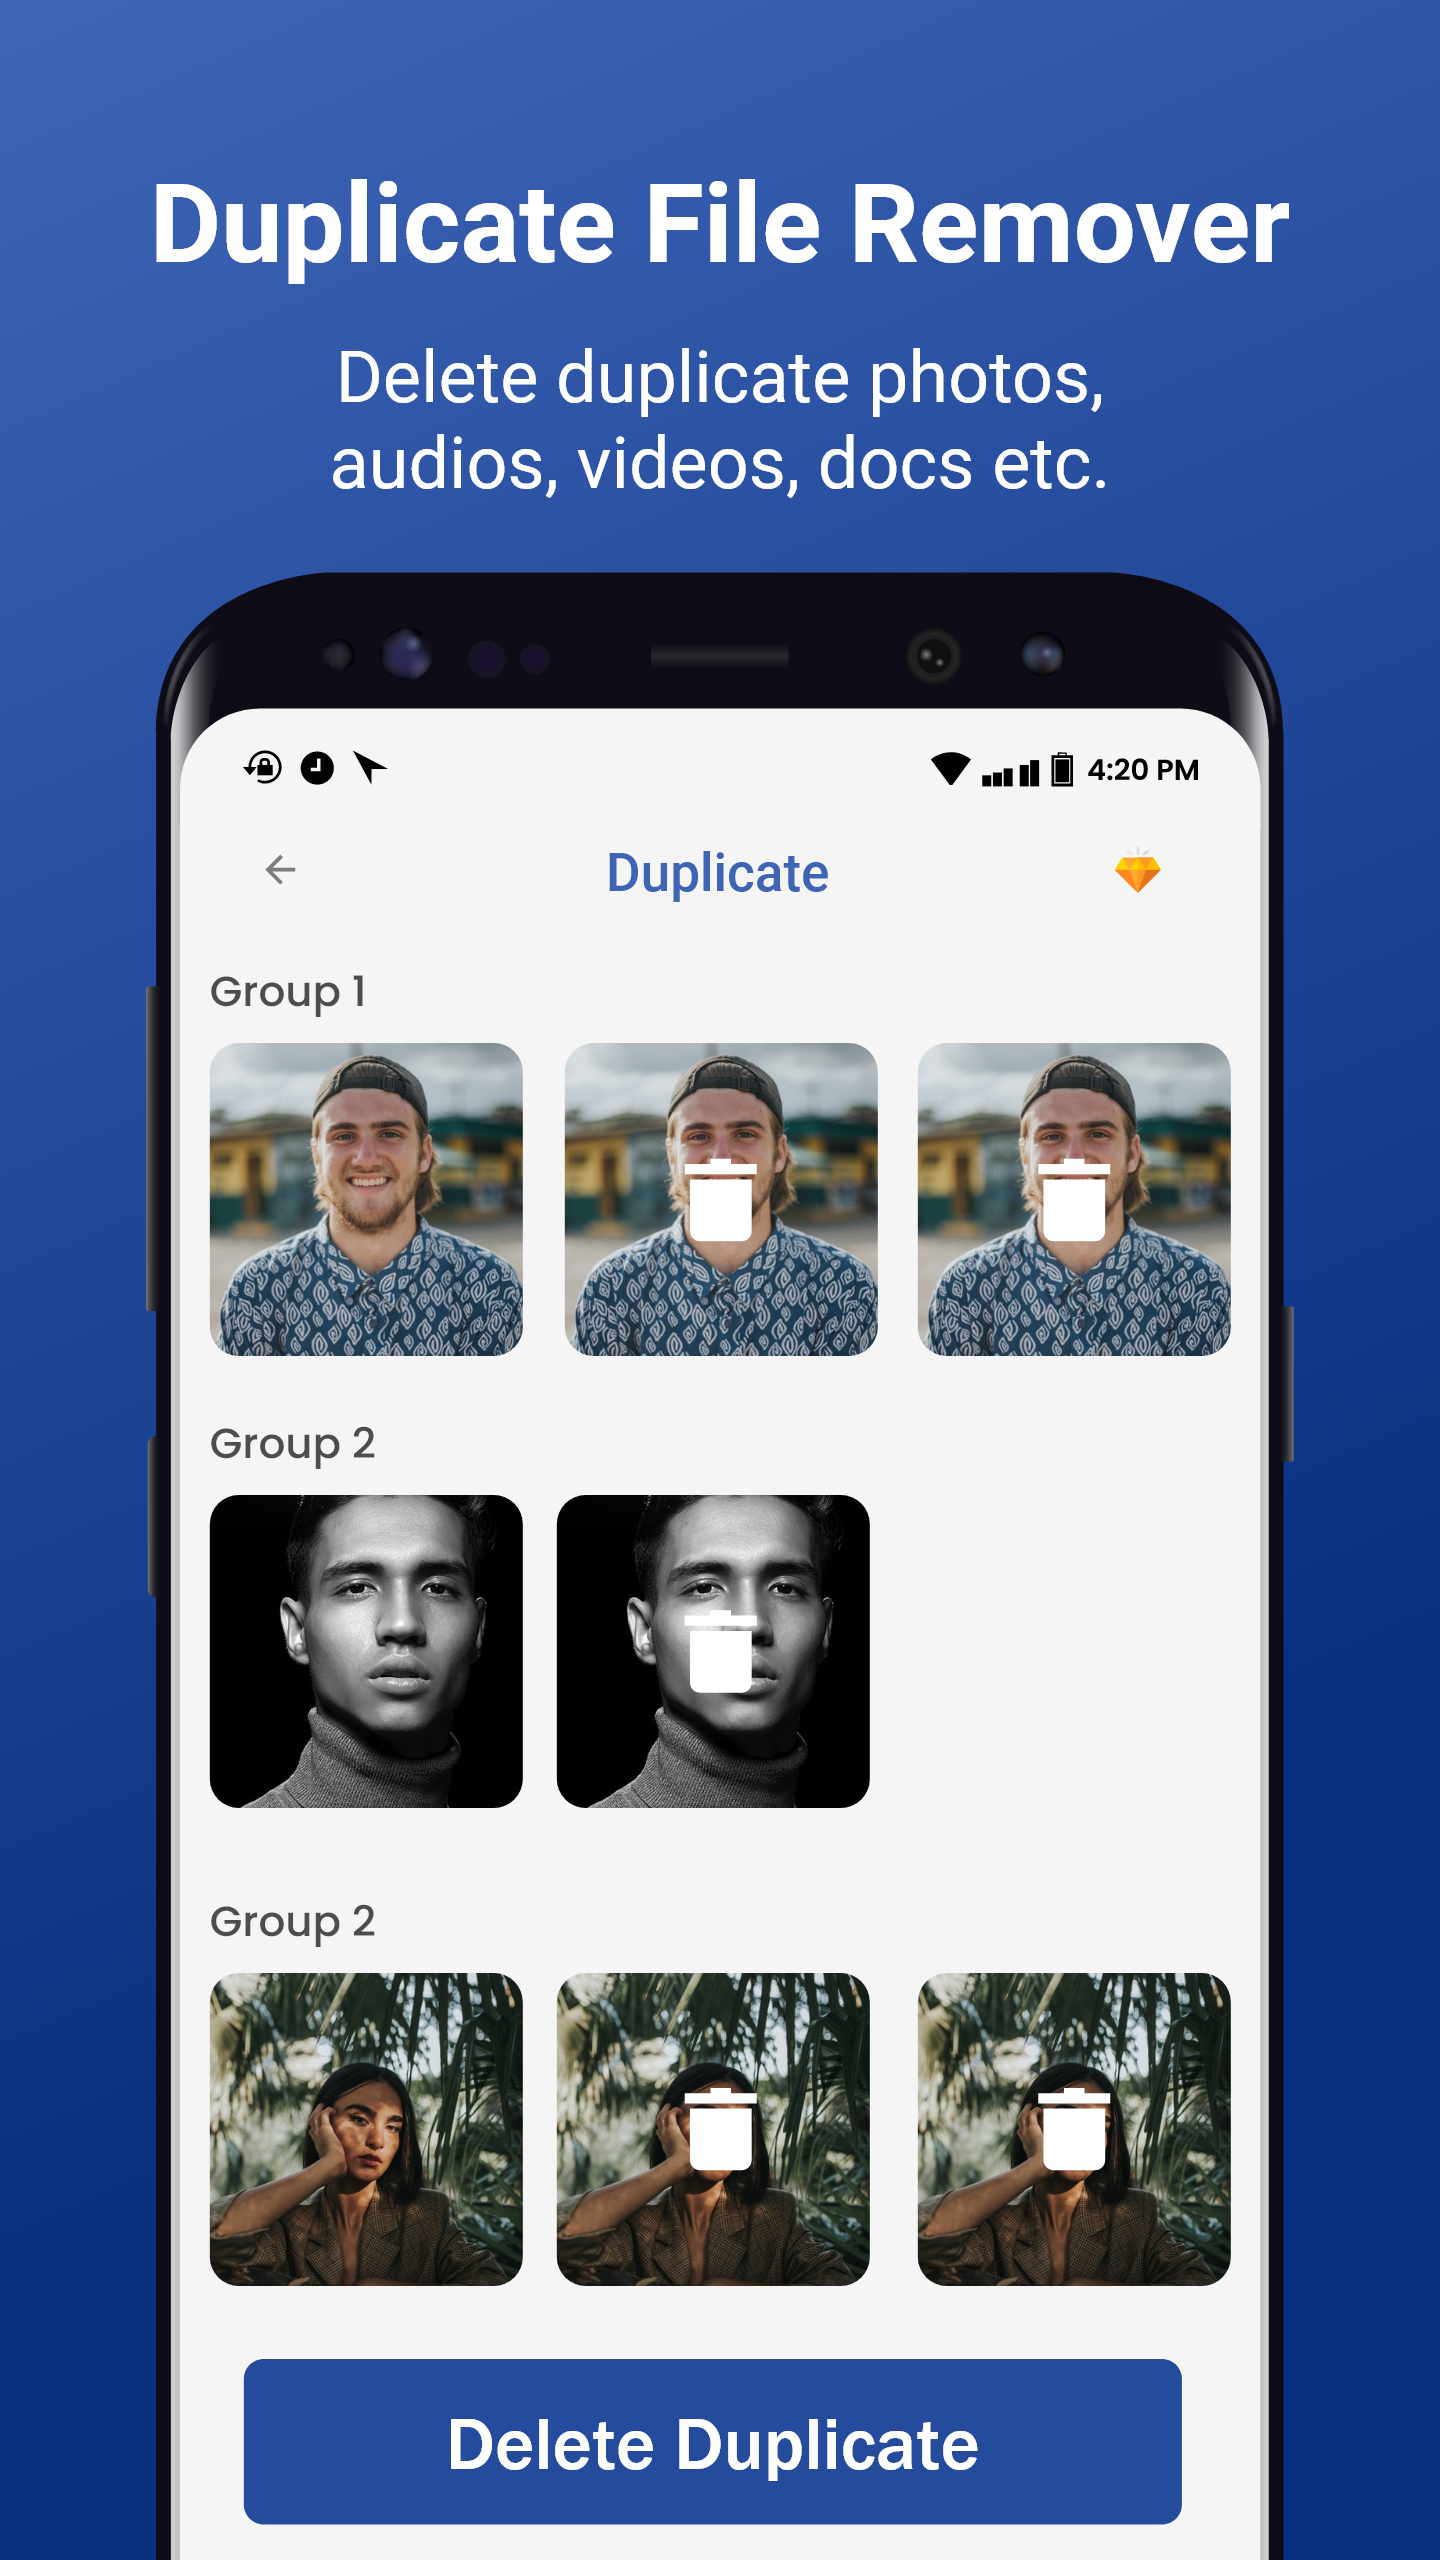 Duplicate File Remover
Delete duplicate photos,
audios, videos, docs etc.
4:20 PM
Duplicate
Group 1
Group 2
Group 2
Delete Duplicate